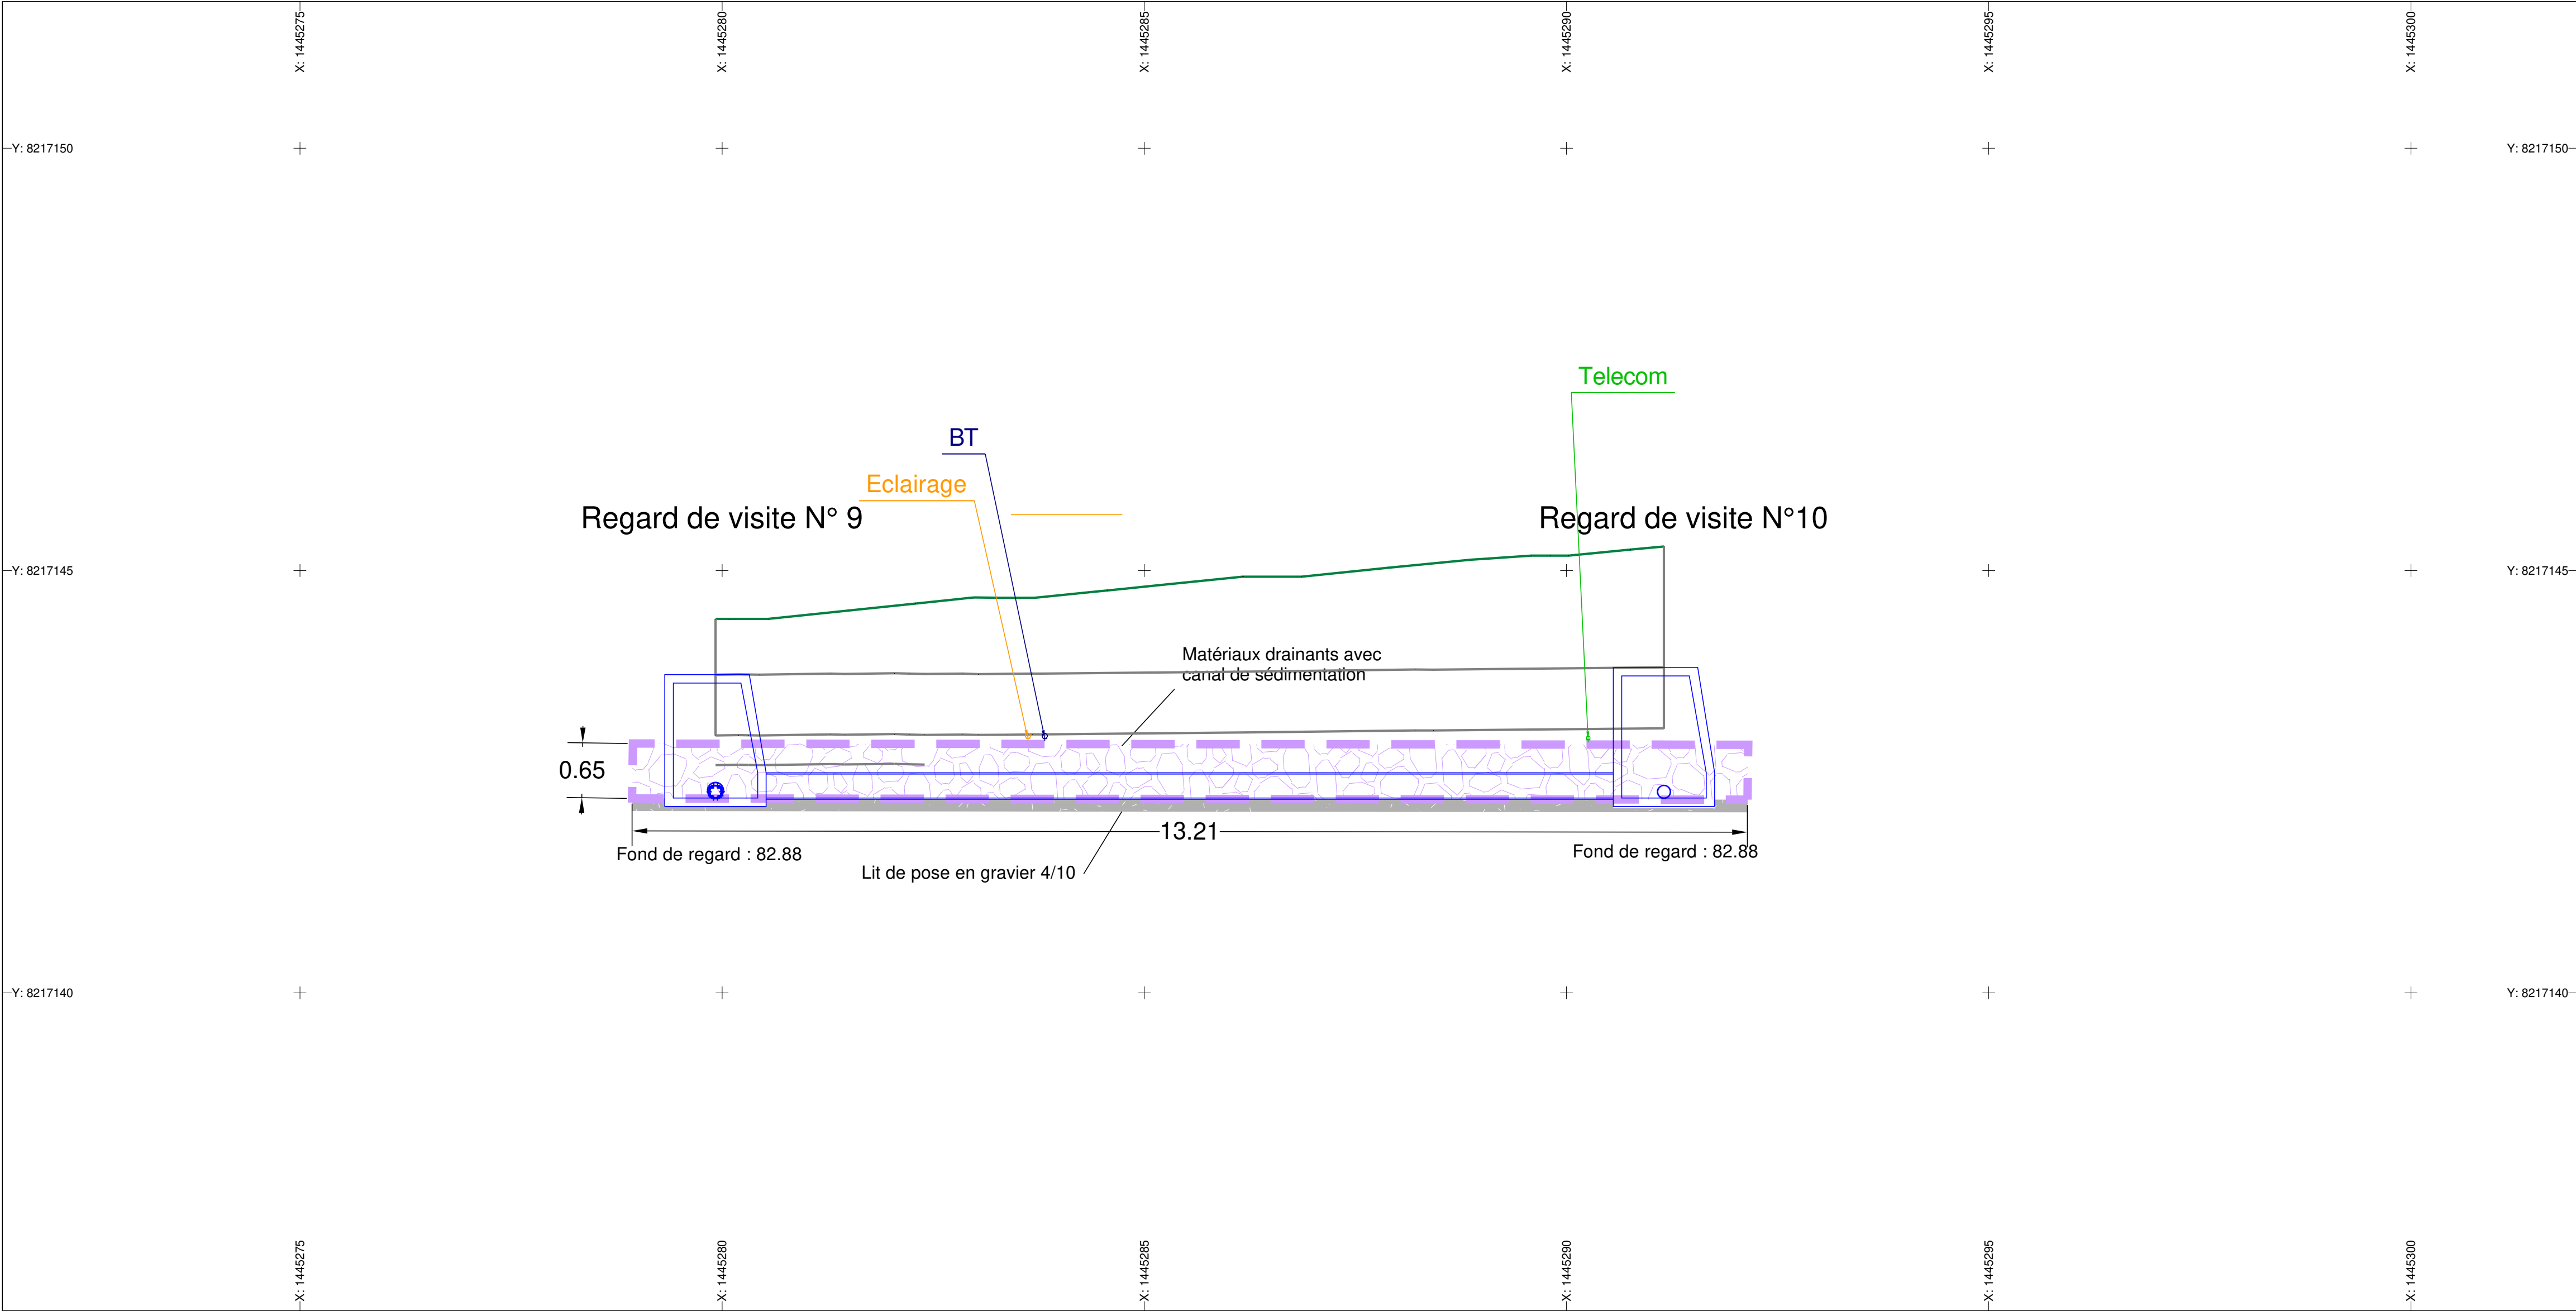 X: 1445275
X: 1445280
X: 1445285
X: 1445290
X: 1445295
X: 1445300
Y: 8217150
Y: 8217150
Telecom
BT
Eclairage
Regard de visite N° 9
Regard de visite N°10
Y: 8217145
Y: 8217145
Matériaux drainants avec
canal de sédimentation
0.65
13.21
Fond de regard : 82.88
Fond de regard : 82.88
Lit de pose en gravier 4/10
Y: 8217140
Y: 8217140
X: 1445275
X: 1445280
X: 1445285
X: 1445290
X: 1445295
X: 1445300